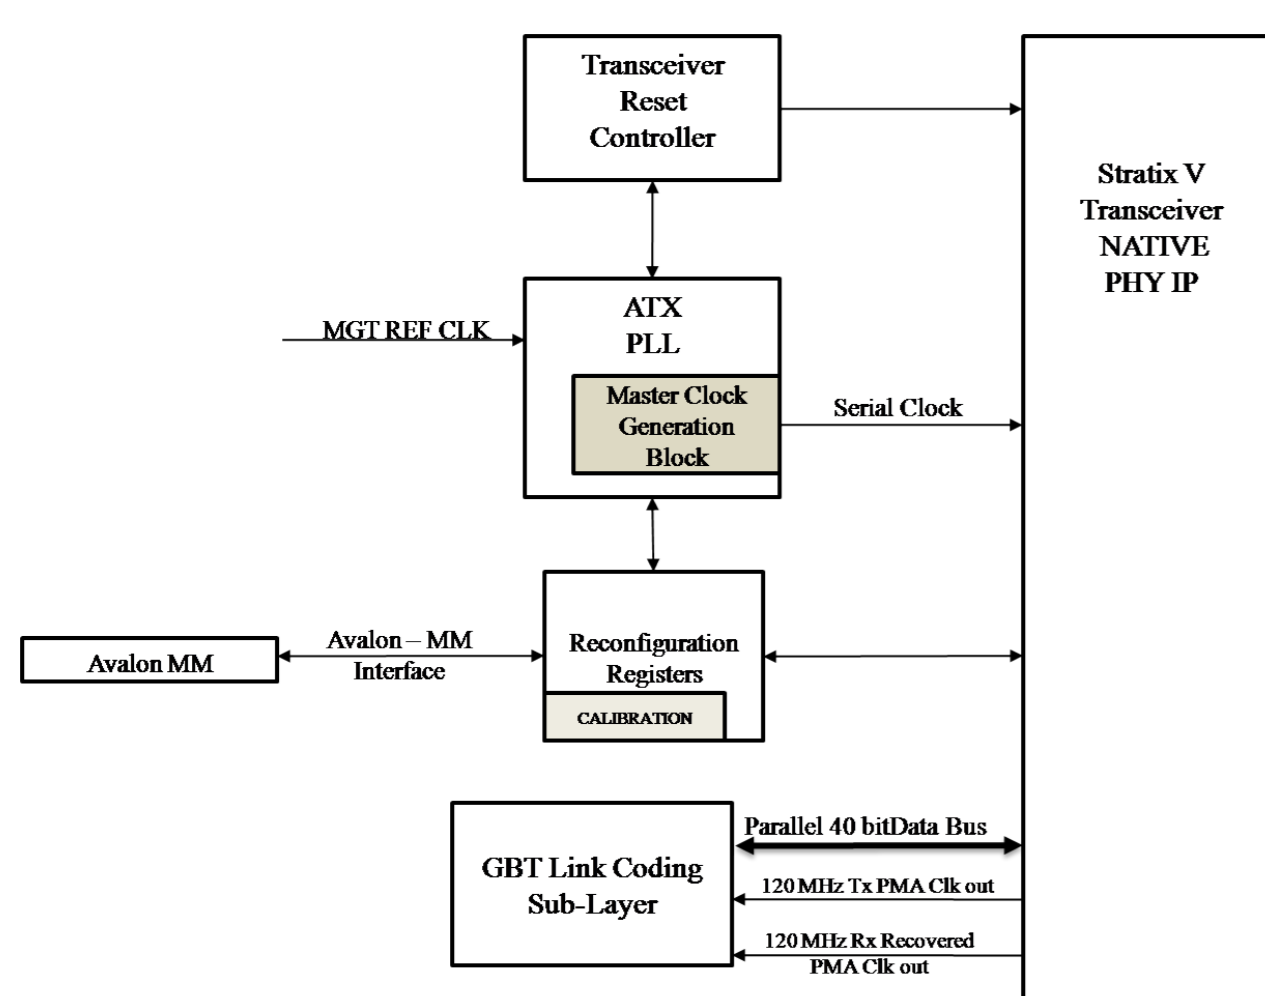 Transceiver
Reset
Controller
Stratix V
Transceiver
NATIVE
PHY IP
ATX
PLL
MGT REF CLK
Master Clock
Generation
Block
Serial Clock
Avalon – MM
Interface
Avalon MM
Reconfiguration
Registers
CALIBRATION
Parallel 40 bitData Bus
GBT Link Coding
Sub-Layer
120 MHz Tx PMA Clk out
120 MHz Rx Recovered
PMA Clk out